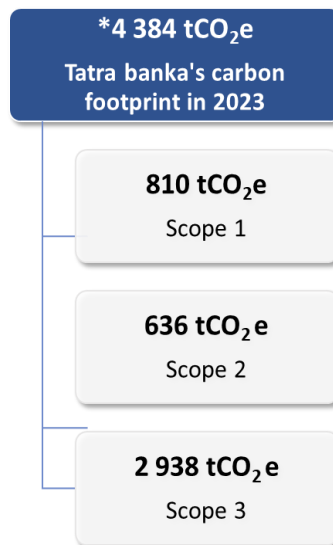 *4 384 tCO₂e
Tatra banka's carbon
footprint in 2023
810 tCO₂e
Scope 1
636 tCO₂e
Scope 2
2 938 tCO₂e
Scope 3